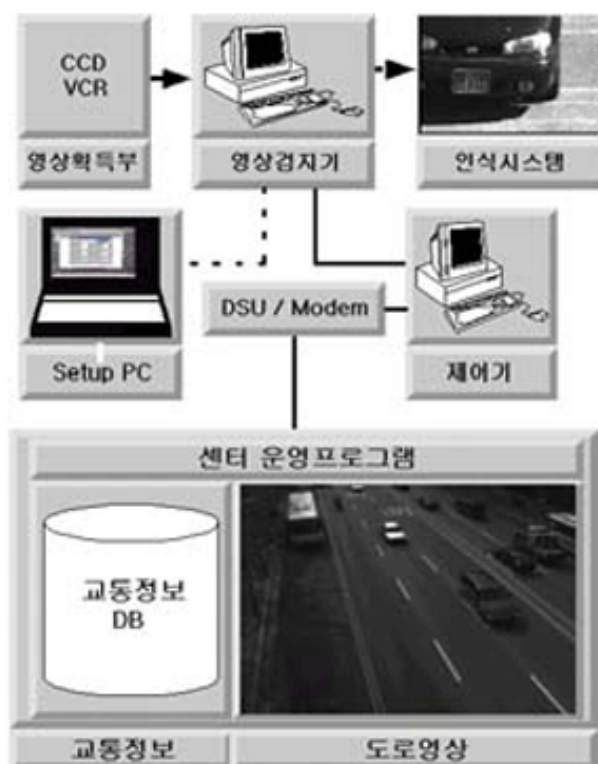 CCD
VCR
영상획득부
영상검지기
인식시스템
DSU / Modem
Setup PC
제어기
센터 운영프로그램
교통정보
DB
교통정보
도로영상